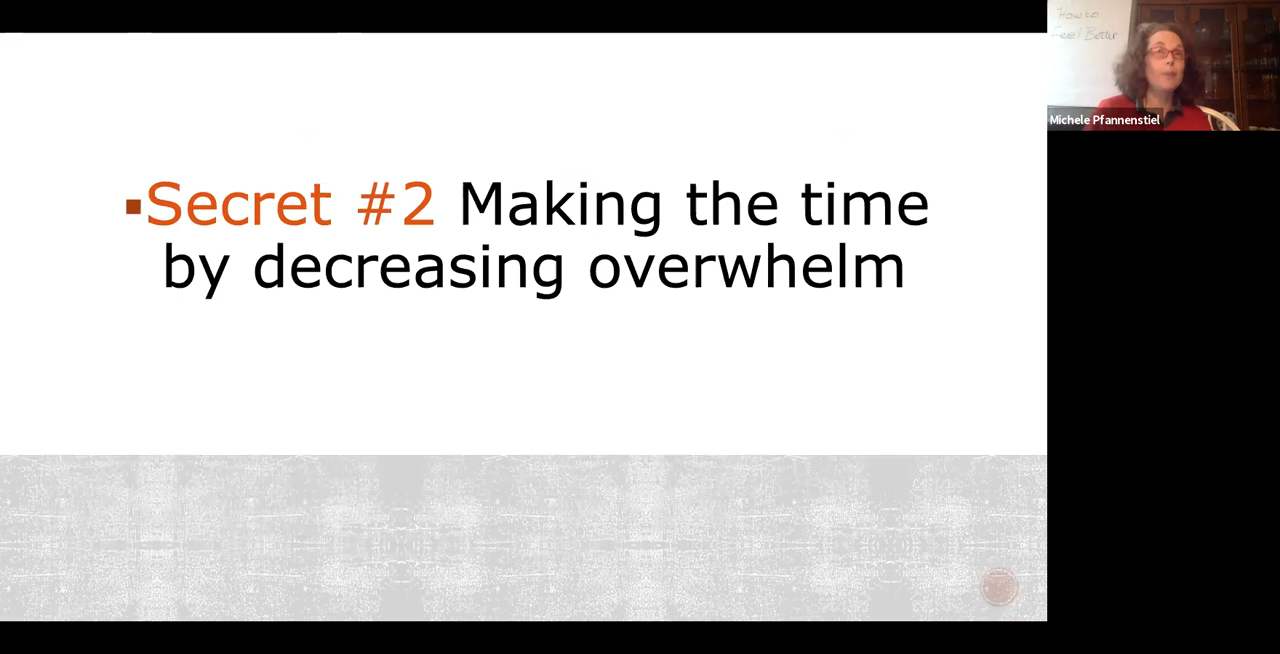 ▪Secret #2 Making the time
by decreasing overwhelm
How to
feel Better
Michele Pfannenstiel